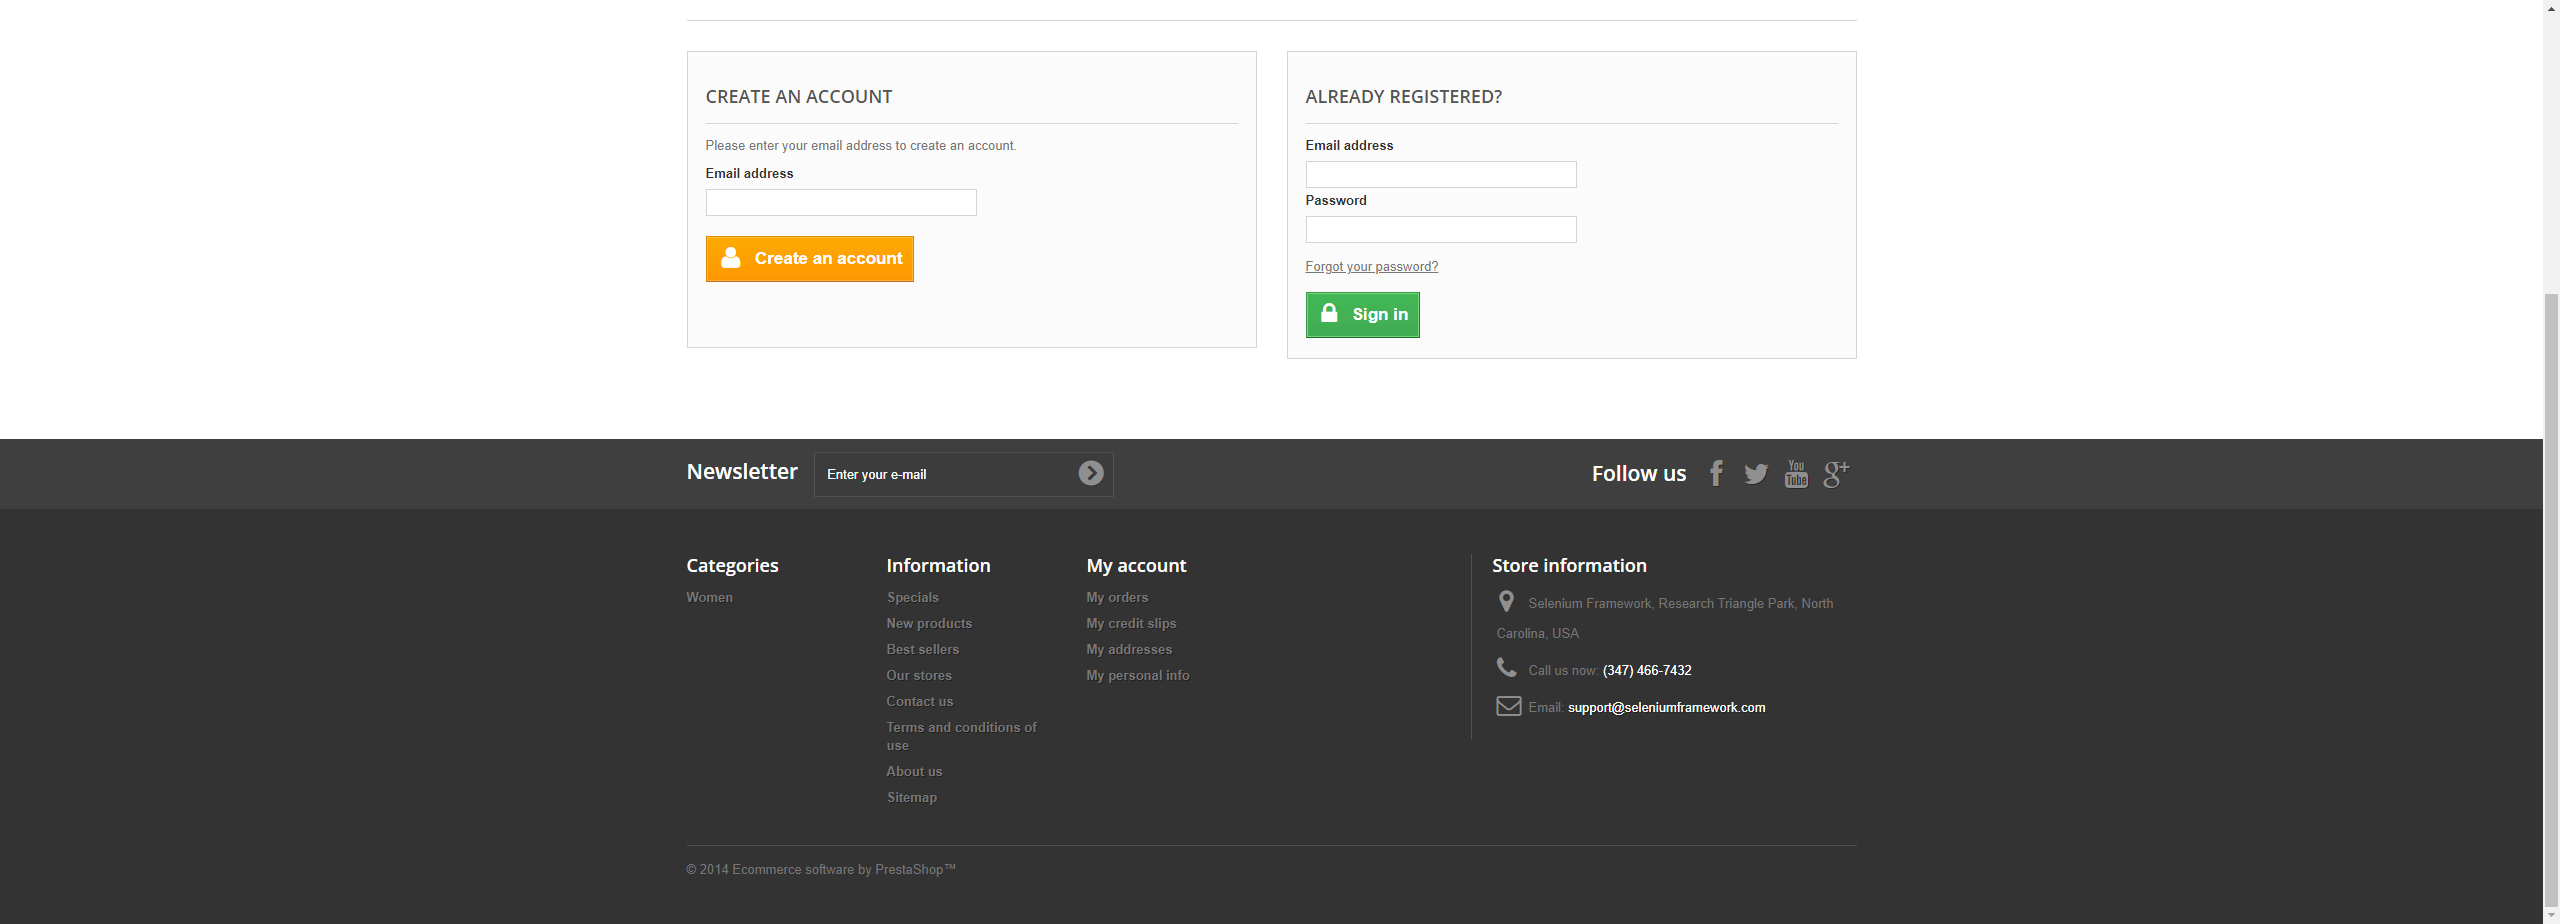 CREATE AN ACCOUNT
Please enter your email address to create an account.
Email address
Create an account
ALREADY REGISTERED?
Email address
Password
Forgot your password?
Sign in
Newsletter
Enter your e-mail
Follow us
You
Tube
g+
Categories
Women
Information
Specials
New products
Best sellers
Our stores
Contact us
Terms and conditions of
use
About us
Sitemap
My account
My orders
My credit slips
My addresses
My personal info
Store information
Selenium Framework, Research Triangle Park, North
Carolina, USA
Call us now: (347) 466-7432
Email: support@seleniumframework.com
© 2014 Ecommerce software by PrestaShop™